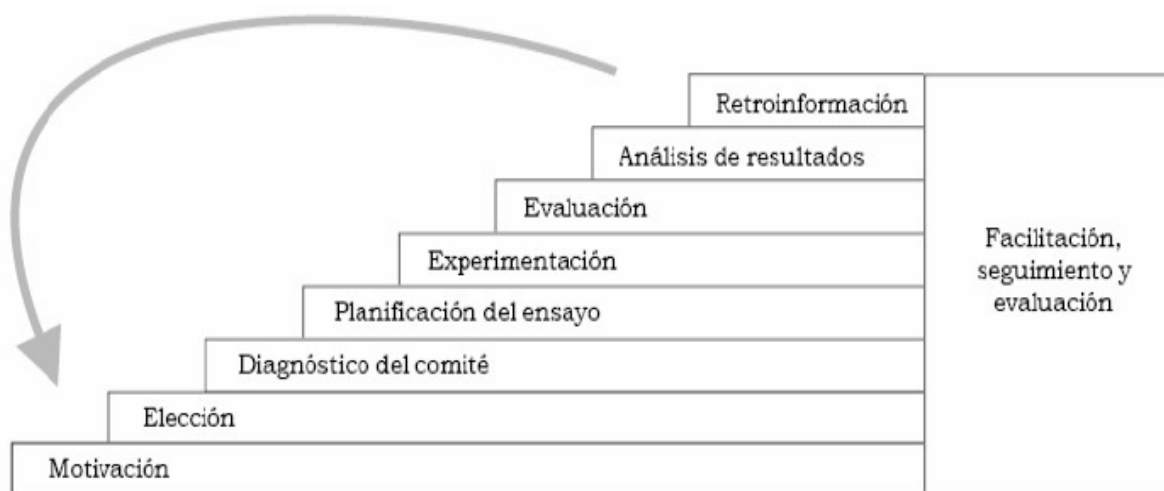 Retroinformación
Análisis de resultados
Evaluación
Experimentación
Planificación del ensayo
Diagnóstico del comité
Elección
Motivación
Facilitación,
seguimiento y
evaluación